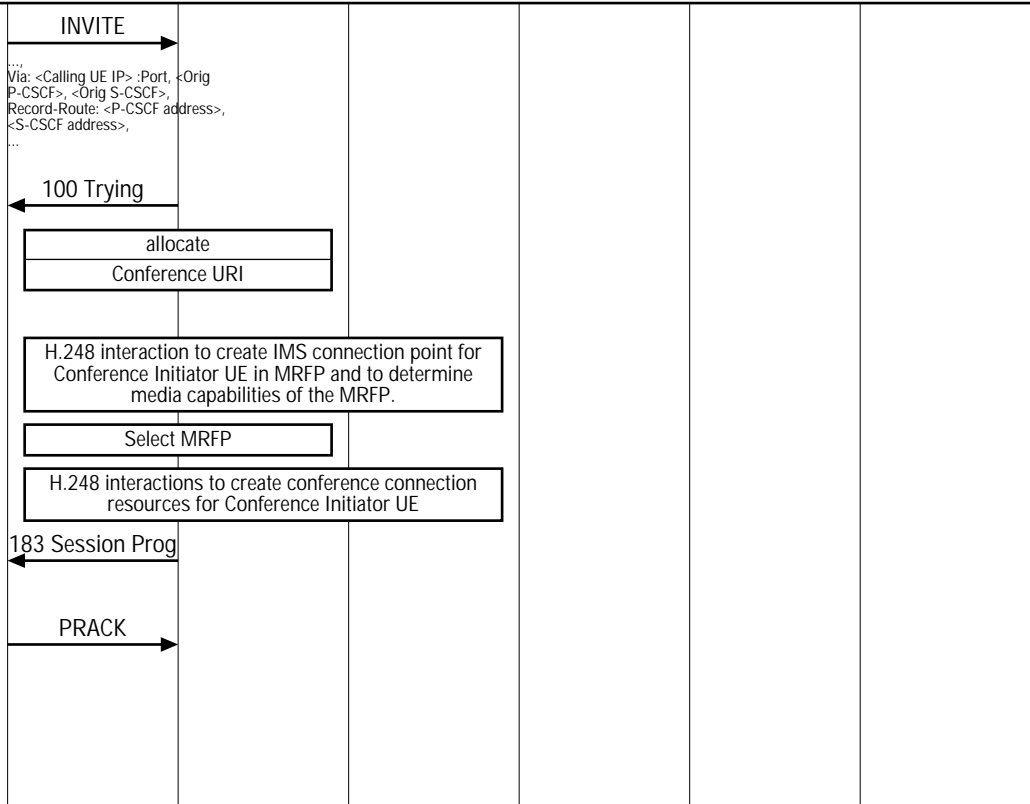 INVITE
...,
Via: <Calling UE IP> :Port, <Orig
P-CSCF>, <Orig S-CSCF>,
Record-Route: <P-CSCF address>,
<S-CSCF address>,
...
100 Trying
allocate
Conference URI
H.248 interaction to create IMS connection point for
Conference Initiator UE in MRFP and to determine
media capabilities of the MRFP.
Select MRFP
H.248 interactions to create conference connection
resources for Conference Initiator UE
183 Session Prog
PRACK